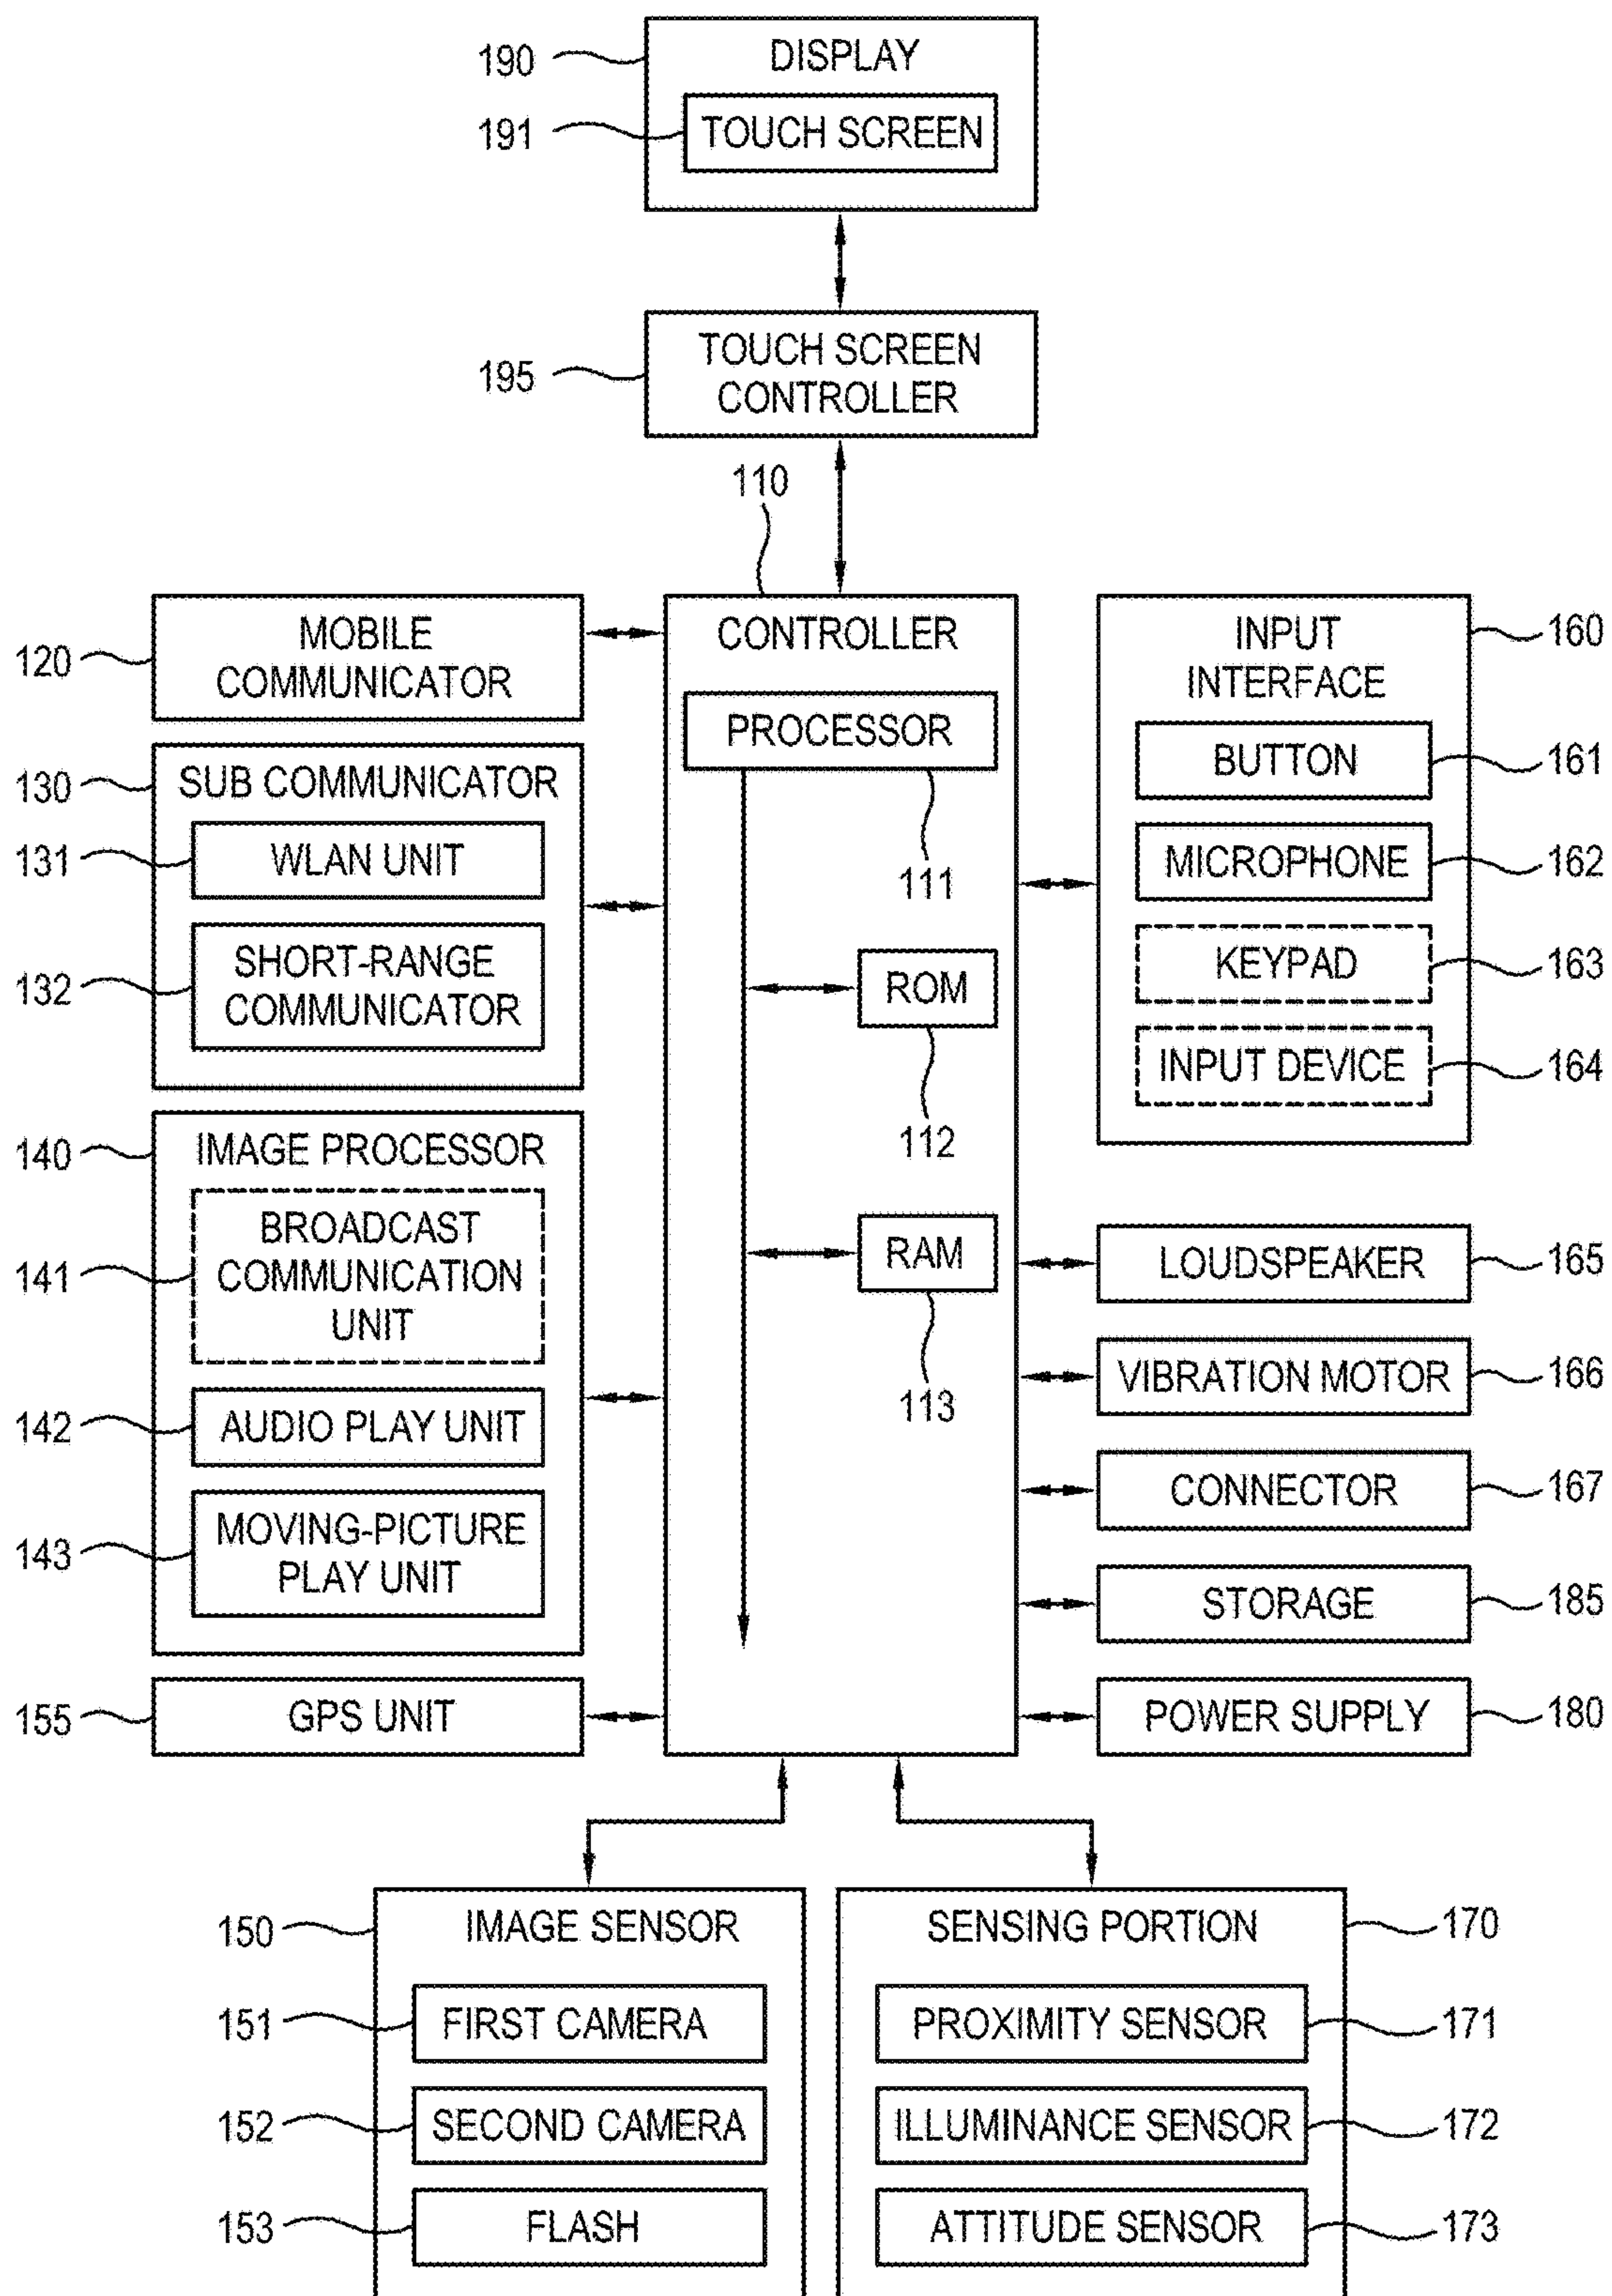 190
DISPLAY
191
TOUCH SCREEN
195
TOUCH SCREEN
CONTROLLER
110
120
MOBILE
COMMUNICATOR
130
SUB COMMUNICATOR
131
WLAN UNIT
132
SHORT-RANGE
COMMUNICATOR
140
IMAGE PROCESSOR
141
BROADCAST
COMMUNICATION
UNIT
142
AUDIO PLAY UNIT
143
MOVING-PICTURE
PLAY UNIT
155
GPS UNIT
CONTROLLER
PROCESSOR
111
ROM
112
RAM
113
INPUT
INTERFACE
160
BUTTON
161
MICROPHONE
162
KEYPAD
163
INPUT DEVICE
164
LOUDSPEAKER
165
VIBRATION MOTOR
166
CONNECTOR
167
STORAGE
185
POWER SUPPLY
180
150
IMAGE SENSOR
151
FIRST CAMERA
152
SECOND CAMERA
153
FLASH
SENSING PORTION
170
PROXIMITY SENSOR
171
ILLUMINANCE SENSOR
172
ATTITUDE SENSOR
173